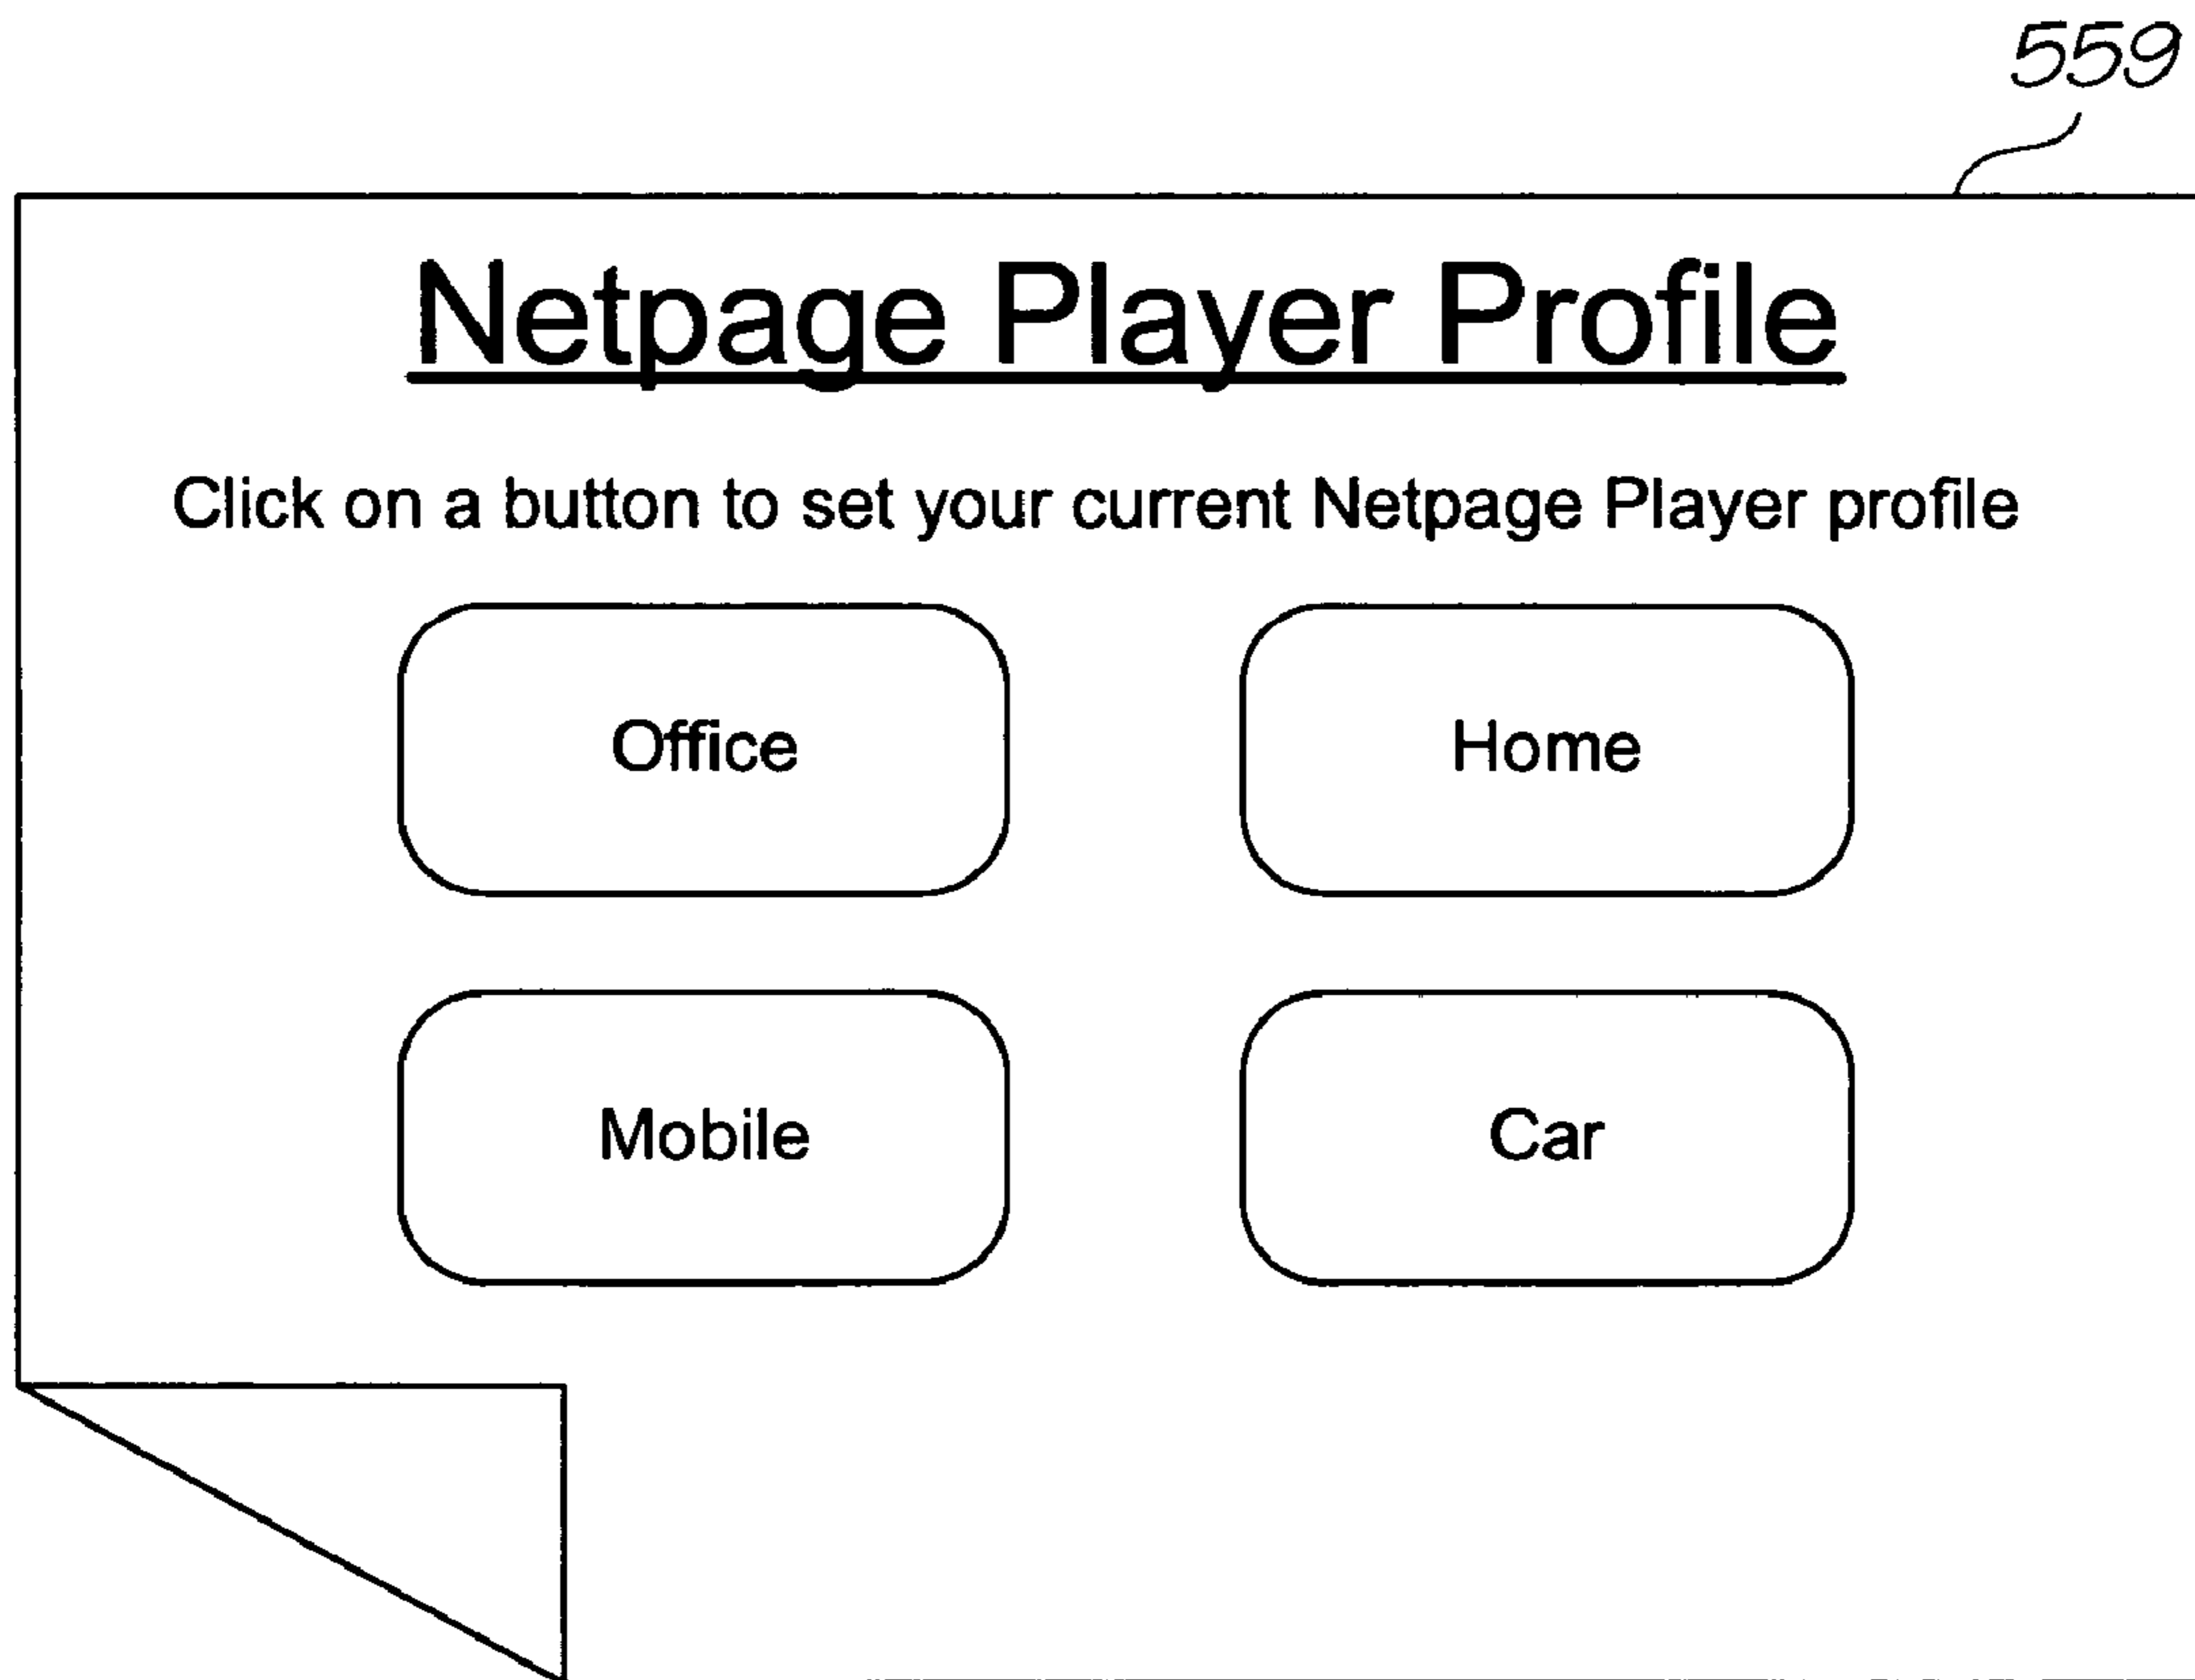 559
Netpage Player Profile
Click on a button to set your current Netpage Player profile
Office Home
Mobile Car